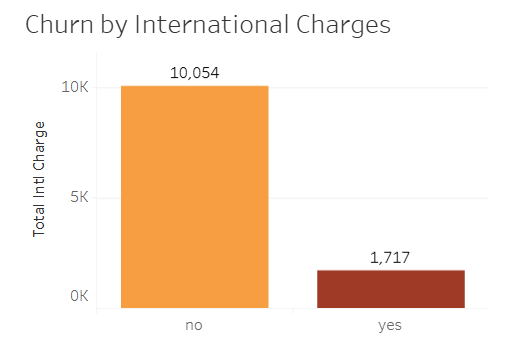 Churn by International Charges
10,054
10K
Total Intl Charge
5K
1,717
0K
no
yes